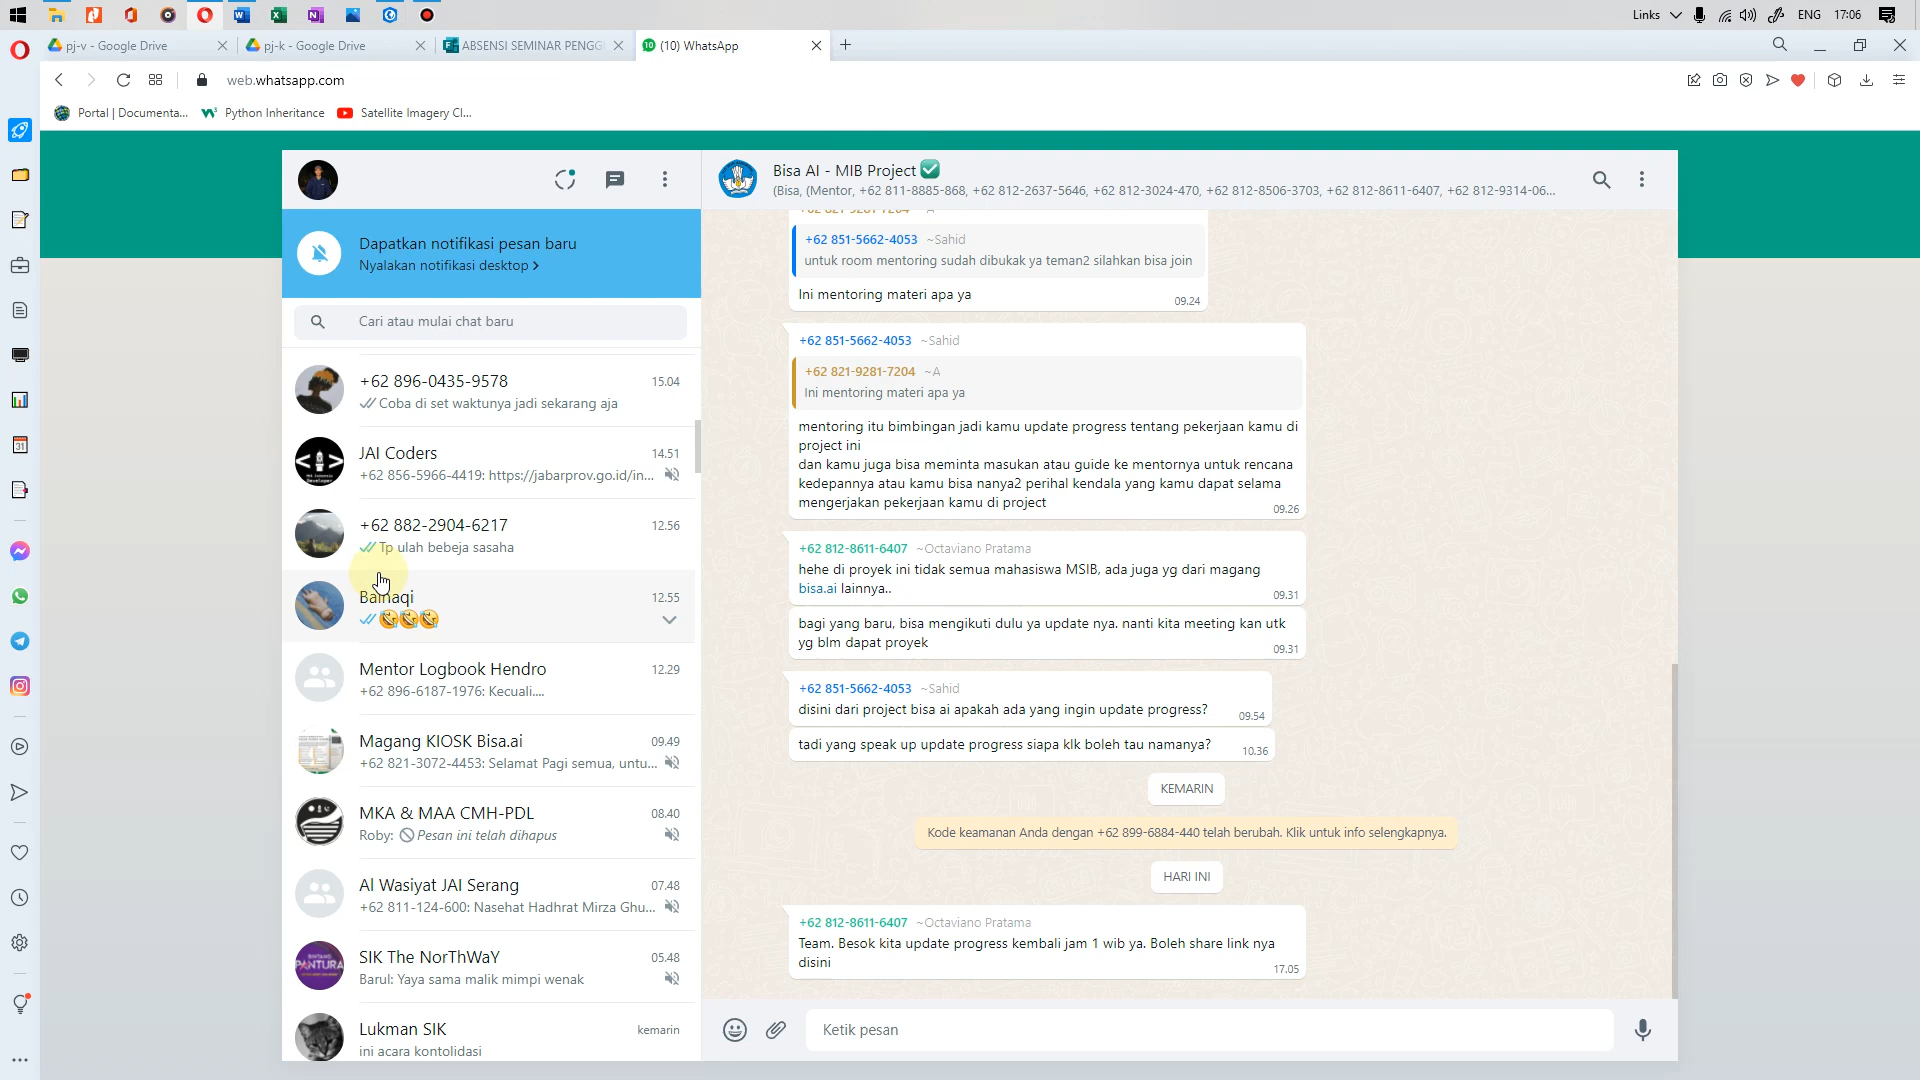 Links
ENG
17:06
pj-v - Google Drive
pj-k - Google Drive
ABSENSI SEMINAR PENGG
(10) WhatsApp
web.whatsapp.com
Portal | Documenta...
Python Inheritance
Satellite Imagery Cl...
Dapatkan notifikasi pesan baru
Nyalakan notifikasi desktop >
Cari atau mulai chat baru
+62 896-0435-9578
15.04
Coba di set waktunya jadi sekarang aja
JAI Coders
14.51
+62 856-5966-4419: https://jabarprov.go.id/in...
+62 882-2904-6217
12.56
Tp ulah bebeja sasaha
12.55
Mentor Logbook Hendro
12.29
+62 896-6187-1976: Kecuali....
Magang KIOSK Bisa.ai
09.49
+62 821-3072-4453: Selamat Pagi semua, untu...
MKA & MAA CMH-PDL
08.40
Roby: Pesan ini telah dihapus
Al Wasiyat JAI Serang
07.48
+62 811-124-600: Nasehat Hadhrat Mirza Ghu...
PANTURA
SIK The NorThWaY
05.48
Barul: Yaya sama malik mimpi wenak
Lukman SIK
kemarin
ini acara kontolidasi
Bisa AI - MIB Project
(Bisa, (Mentor, +62 811-8885-868, +62 812-2637-5646, +62 812-3024-470, +62 812-8506-3703, +62 812-8611-6407, +62 812-9314-06...
+62 851-5662-4053 ~Sahid
untuk room mentoring sudah dibukak ya teman2 silahkan bisa join
Ini mentoring materi apa ya
09.24
+62 851-5662-4053 ~Sahid
+62 821-9281-7204 ~A
Ini mentoring materi apa ya
mentoring itu bimbingan jadi kamu update progress tentang pekerjaan kamu di
project ini
dan kamu juga bisa meminta masukan atau guide ke mentornya untuk rencana
kedepannya atau kamu bisa nanya2 perihal kendala yang kamu dapat selama
mengerjakan pekerjaan kamu di project
09.26
+62 812-8611-6407 ~Octaviano Pratama
hehe di proyek ini tidak semua mahasiswa MSIB, ada juga yg dari magang
bisa.ai lainnya..
09.31
bagi yang baru, bisa mengikuti dulu ya update nya. nanti kita meeting kan utk
yg blm dapat proyek
09.31
+62 851-5662-4053 ~Sahid
disini dari project bisa ai apakah ada yang ingin update progress?
09.54
tadi yang speak up update progress siapa klk boleh tau namanya?
10.36
KEMARIN
Kode keamanan Anda dengan +62 899-6884-440 telah berubah. Klik untuk info selengkapnya.
HARI INI
+62 812-8611-6407 ~Octaviano Pratama
Team. Besok kita update progress kembali jam 1 wib ya. Boleh share link nya
disini
17.05
Ketik pesan